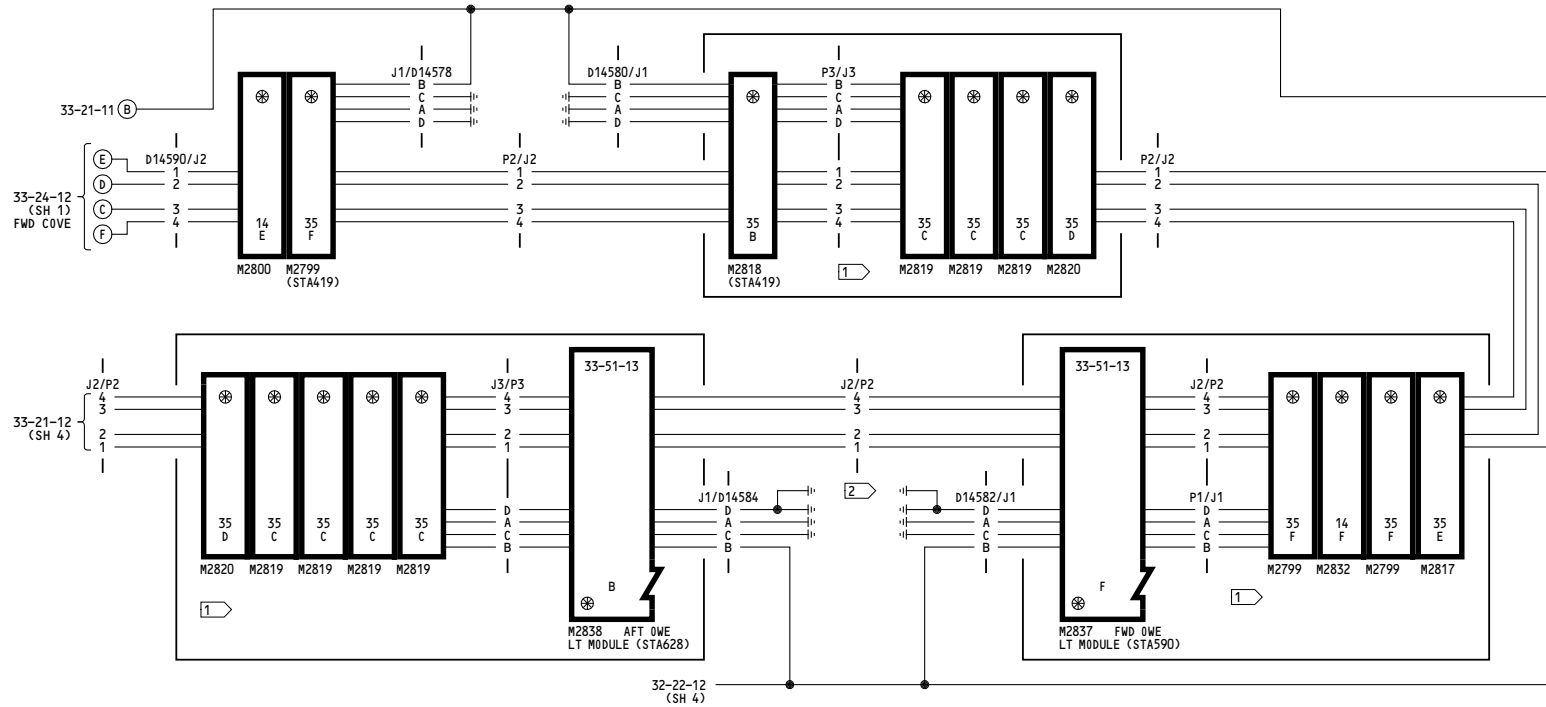 J1/D14578
B
C
A
D
D14580/J1
B
C
A
D
P3/J3
B
C
A
D
33-21-11 B
E
D
C
F
33-24-12
(SH 1)
FWD COVE
D14590/J2
1
2
3
4
P2/J2
1
2
3
4
1
2
3
4
P2/J2
1
2
3
4
14
E
35
F
35
B
35
C
35
C
35
C
35
D
M2800
M2799
(STA419)
M2818
(STA419)
1
M2819
M2819
M2819
M2820
33-21-12
(SH 4)
J2/P2
4
3
2
1
J3/P3
4
3
2
1
33-51-13
J2/P2
4
3
2
1
33-51-13
J2/P2
4
3
2
1
35
D
35
C
35
C
35
C
35
C
D
A
C
B
J1/D14584
D
A
C
B
2
D14582/J1
D
A
C
B
P1/J1
D
A
C
B
35
F
14
F
35
F
35
E
M2820
M2819
M2819
M2819
M2819
1
B
M2838 AFT OWE
LT MODULE (STA628)
F
M2837 FWD OWE
LT MODULE (STA590)
1
M2799
M2832
M2799
M2817
32-22-12
(SH 4)